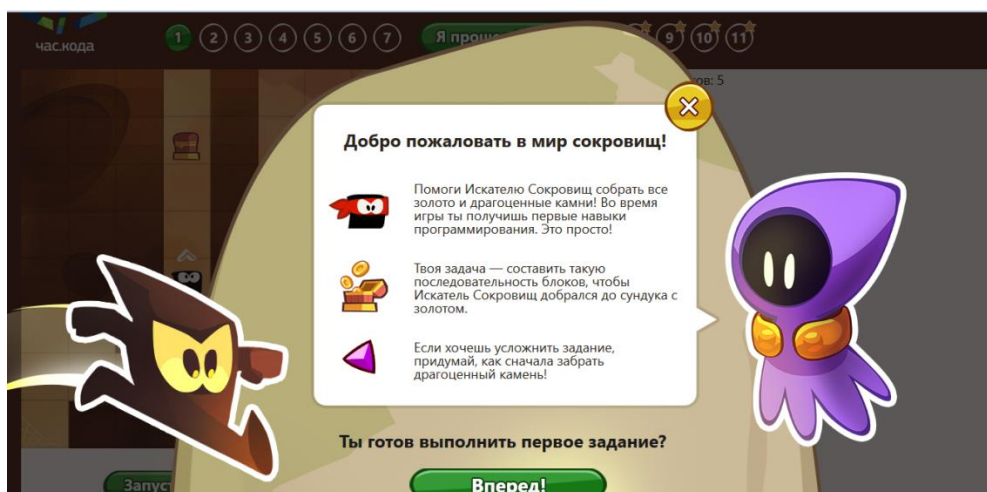 час.кода
1 2 3 4 5 6 7 Я 9 10 11
: 5
Добро пожаловать в мир сокровищ!
Помоги Искателю Сокровищ собрать все
золото и драгоценные камни! Во время
игры ты получишь первые навыки
программирования. Это просто!
Твоя задача — составить такую
последовательность блоков, чтобы
Искатель Сокровищ добрался до сундука с
золотом.
Если хочешь усложнить задание,
придумай, как сначала забрать
драгоценный камень!
Ты готов выполнить первое задание?
Вперед!